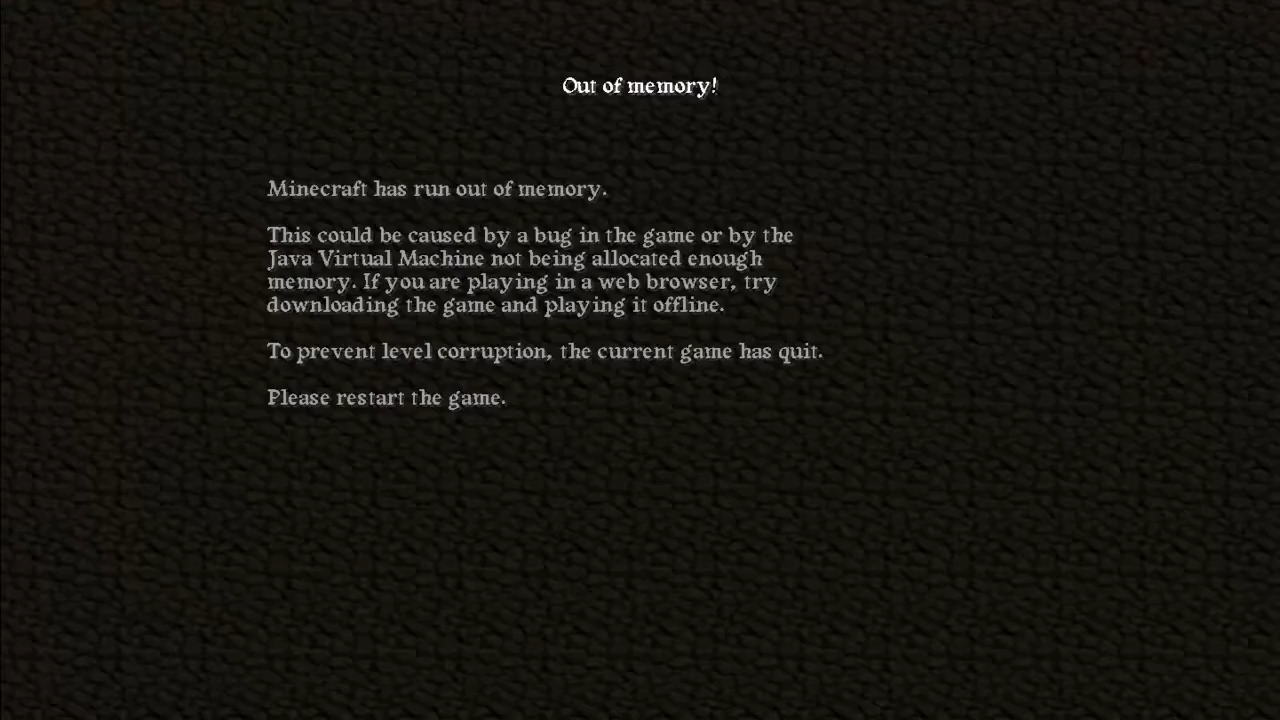 Out of memory!
Minecraft has run out of memory.
This could be caused by a bug in the game or by the
Java Virtual Machine not being allocated enough
memory. If you are playing in a web browser, try
downloading the game and playing it offline.
To prevent level corruption, the current game has quit.
Please restart the game.